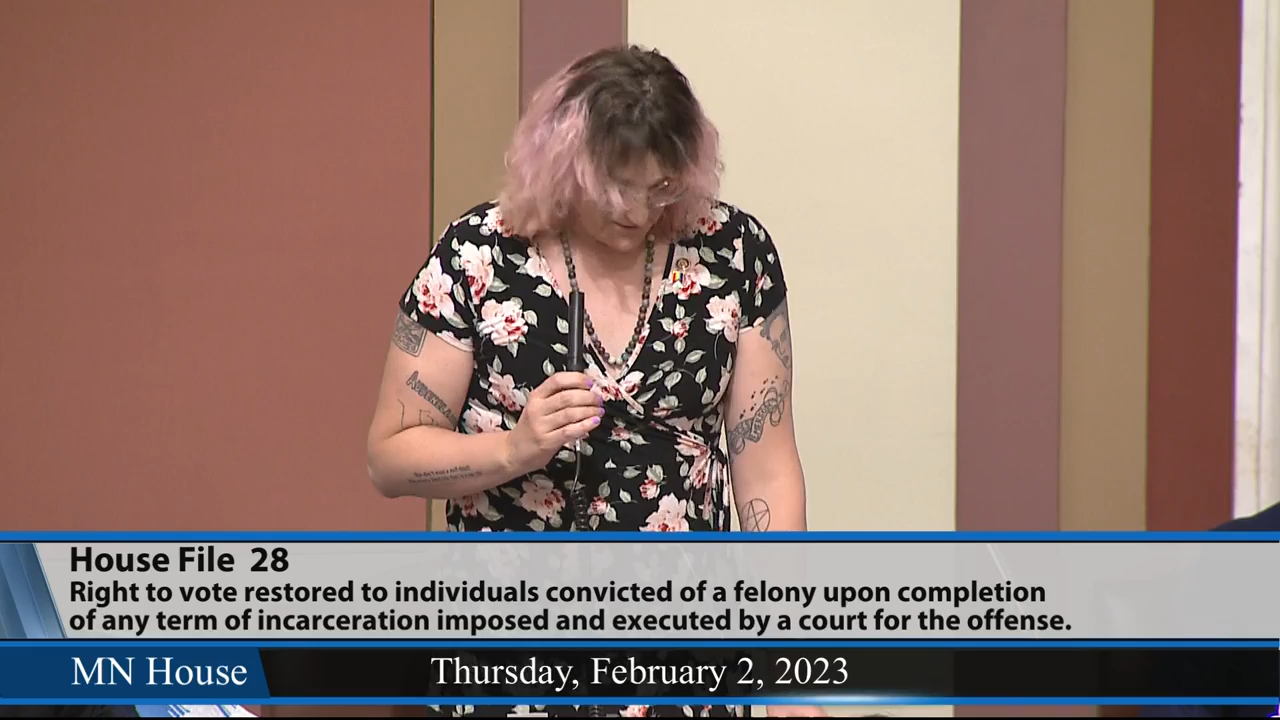 House File 28
Right to vote restored to individuals convicted of a felony upon completion
of any term of incarceration imposed and executed by a court for the offense.
MN House
Thursday, February 2, 2023